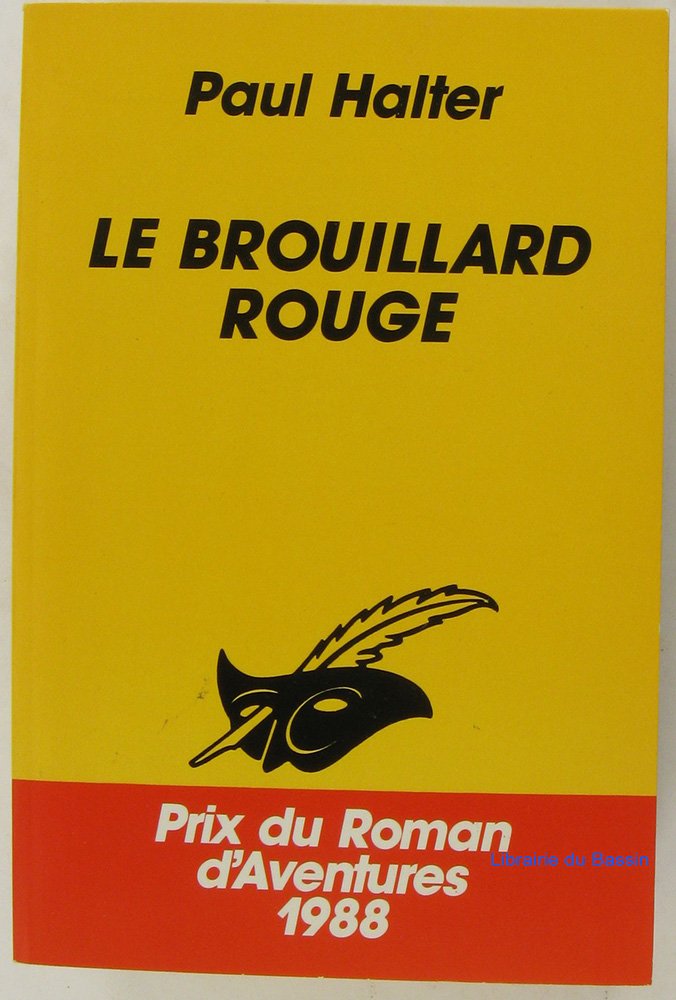 Paul Halter
LE BROUILLARD
ROUGE
Prix du Roman
d'Aventures
1988
Librairie du Bassin